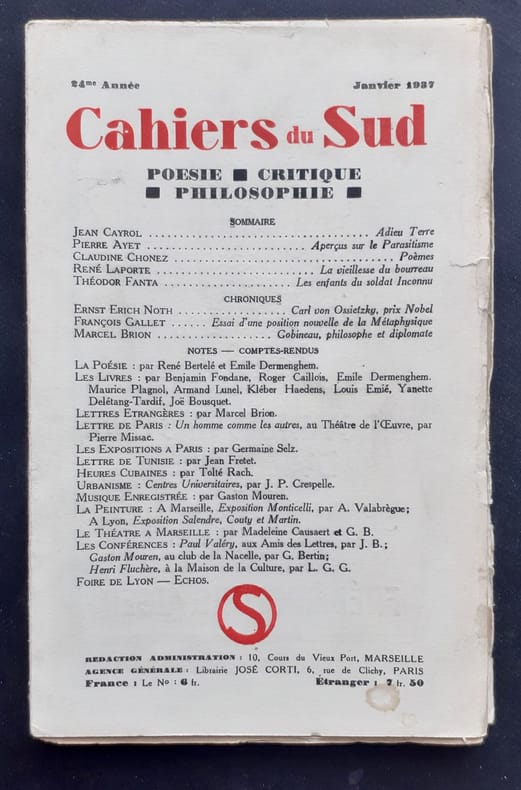 24me Année Janvier 1937
Cahiers du Sud
POESIE ■ CRITIQUE
■ PHILOSOPHIE ■
SOMMAIRE
JEAN CAYROL ..................................... Adieu Terre
PIERRE AYET ........................... Aperçus sur le Parasitisme
CLAUDINE CHONEZ ......................................... Poèmes
RENÉ LAPORTE ........................... La vieillesse du bourreau
THÉODOR FANTA ..................... Les enfants du soldat Inconnu
CHRONIQUES
ERNST ERICH NOTH .................. Carl von Ossietzky, prix Nobel
FRANÇOIS GALLET ...... Essai d'une position nouvelle de la Métaphysique
MARCEL BRION .................... Gobineau, philosophe et diplomate
NOTES — COMPTES-RENDUS
LA POÉSIE : par René Bertelé et Emile Dermenghem.
LES LIVRES : par Benjamin Fondane, Roger Caillois, Emile Dermenghem.
Maurice Plagnol, Armand Lunel, Kléber Haedens, Louis Emié, Yanette
Delétang-Tardif, Joë Bousquet.
LETTRES ETRANGÈRES : par Marcel Brion.
LETTRE DE PARIS : Un homme comme les autres, au Théâtre de l'Œuvre, par
Pierre Missac.
LES EXPOSITIONS A PARIS : par Germaine Selz.
LETTRE DE TUNISIE : par Jean Fretet.
HEURES CUBAINES : par Tolté Rach.
URBANISME : Centres Universitaires, par J. P. Crespelle.
MUSIQUE ENREGISTRÉE : par Gaston Mouren.
LA PEINTURE : A Marseille, Exposition Monticelli, par A. Valabrègue;
A Lyon, Exposition Salendre, Couty et Martin.
LE THÉATRE A MARSEILLE : par Madeleine Causaert et G. B.
LES CONFÉRENCES : Paul Valéry, aux Amis des Lettres, par J. B.;
Gaston Mouren, au club de la Nacelle, par G. Bertin;
Henri Fluchère, à la Maison de la Culture, par L. G. G.
FOIRE DE LYON — ECHOS.
S
REDACTION ADMINISTRATION : 10, Cours du Vieux Port, MARSEILLE
AGENCE GÉNÉRALE : Librairie JOSÉ CORTI, 6, rue de Clichy, PARIS
France : Le No : 6 fr. Étranger : 7 fr. 50